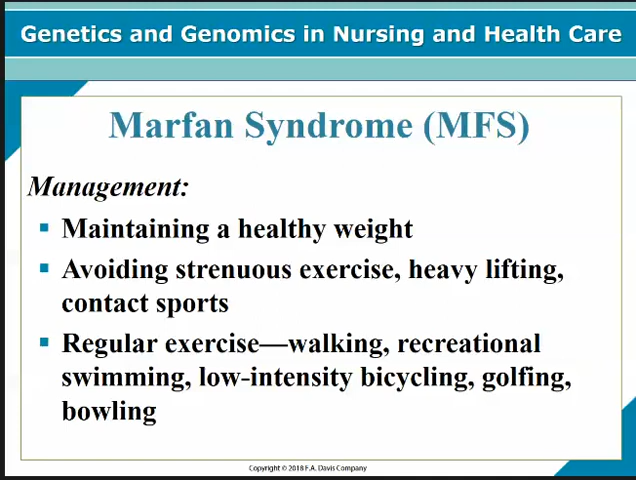 Genetics and Genomics in Nursing and Health Care
Marfan Syndrome (MFS)
Management:
▪ Maintaining a healthy weight
▪ Avoiding strenuous exercise, heavy lifting,
contact sports
▪ Regular exercise—walking, recreational
swimming, low-intensity bicycling, golfing,
bowling
Copyright © 2018 F.A. Davis Company